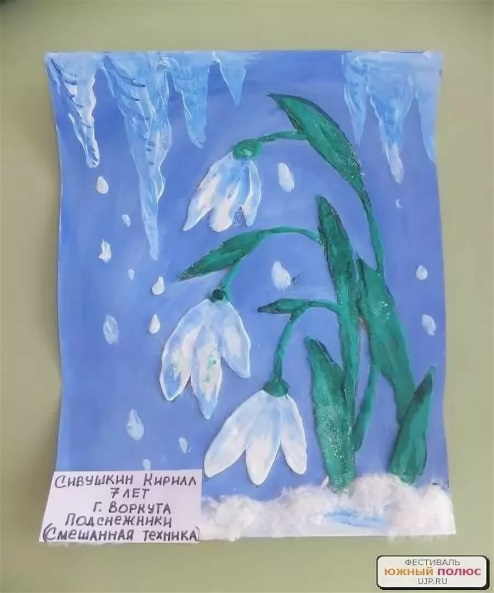 Сивушкин Кирилл
7 лет
г. Воркута
Подснежники
(Смешанная техника)
ФЕСТИВАЛЬ
ЮЖНЫЙ ПОЛЮС
UJP.RU